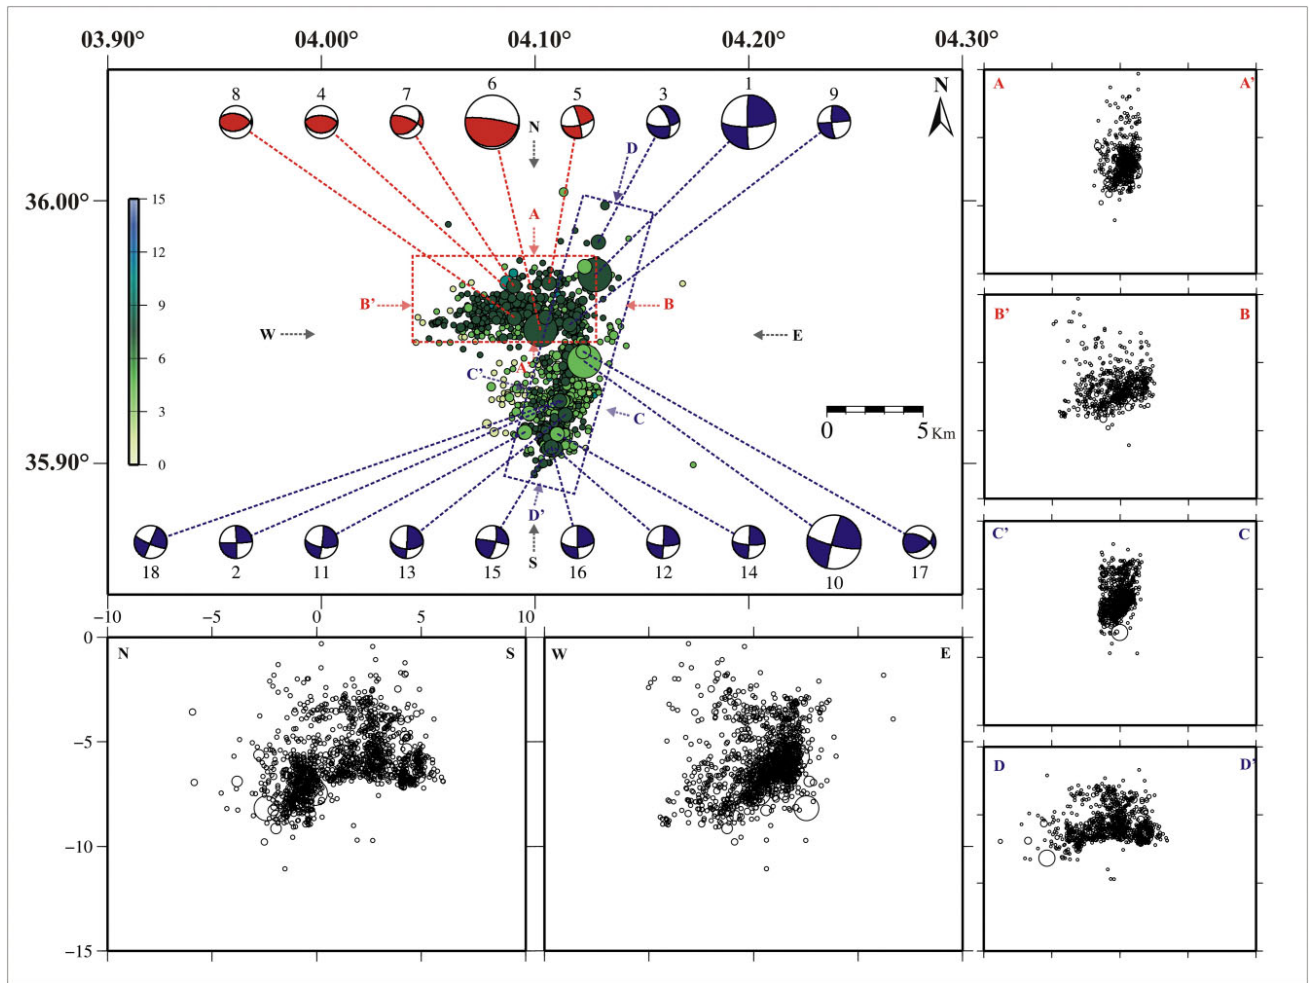 03.90° 04.00° 04.10° 04.20° 04.30°
8 4 7 6 5 3 1 9
N
N
D
A A'
36.00°
15
12
9
6
3
0
A
B' B
W E
B' B
A'
C'
C
0 5 Km
35.90°
D'
S
C' C
18 2 11 13 15 16 12 14 10 17
−10 −5 0 5 10
0
−5
−10
−15
N S
W E
D D'